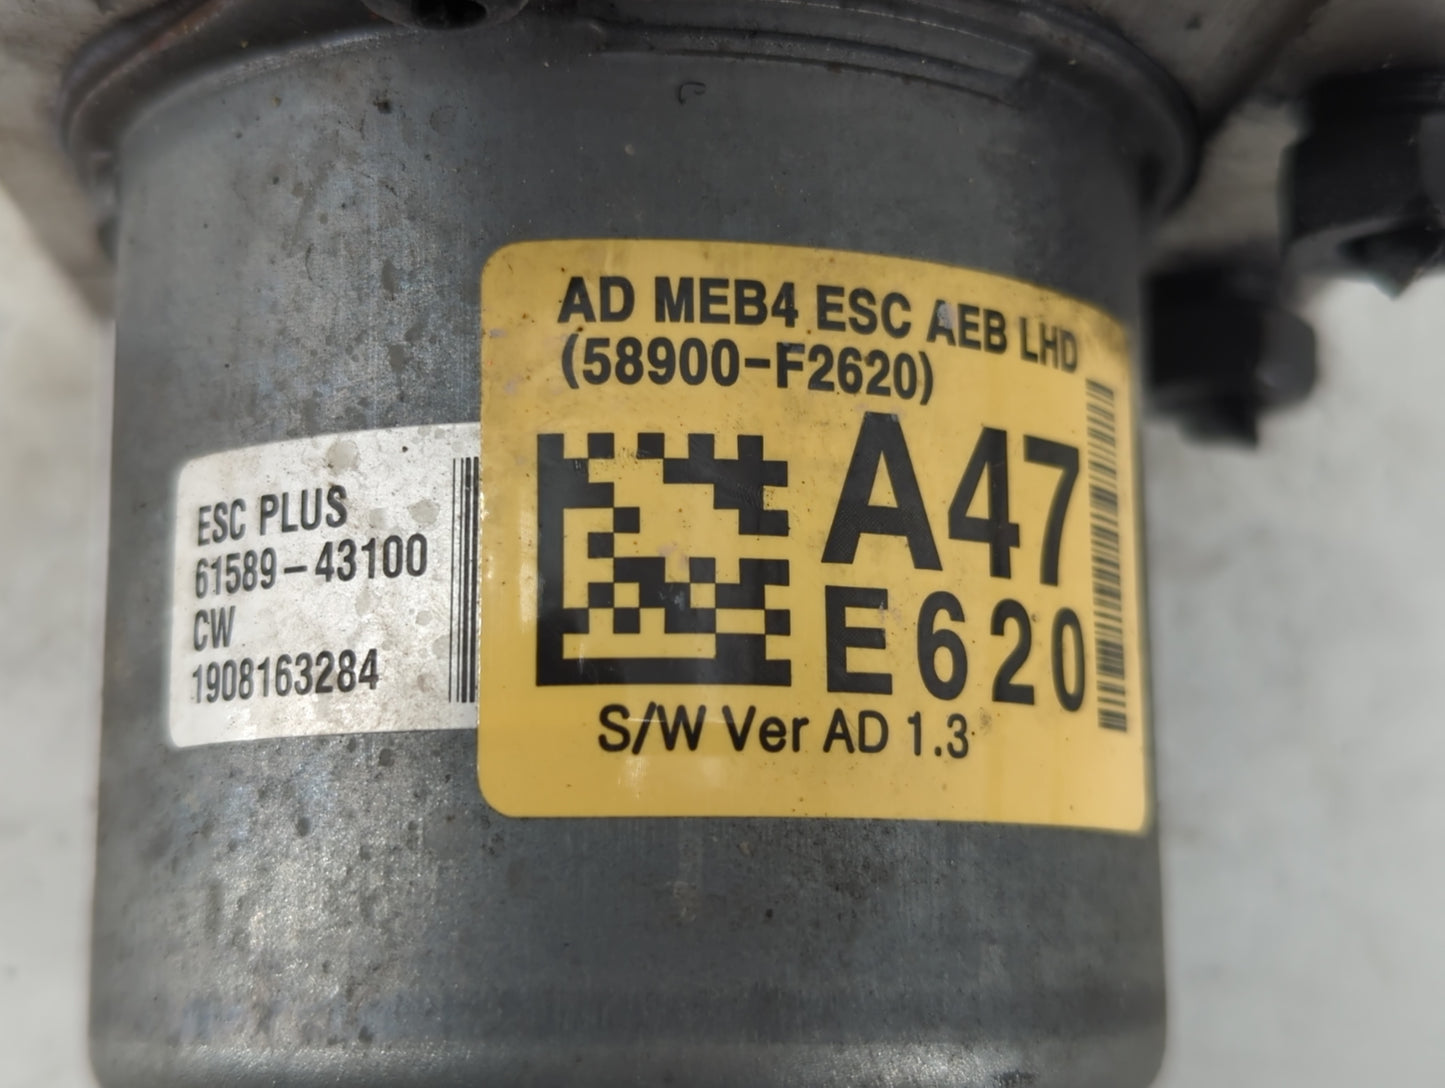 AD MEB4 ESC AEB LHD
(58900-F2620)
A47
E620
S/W Ver AD 1.3
ESC PLUS
61589-43100
CW
1908163284